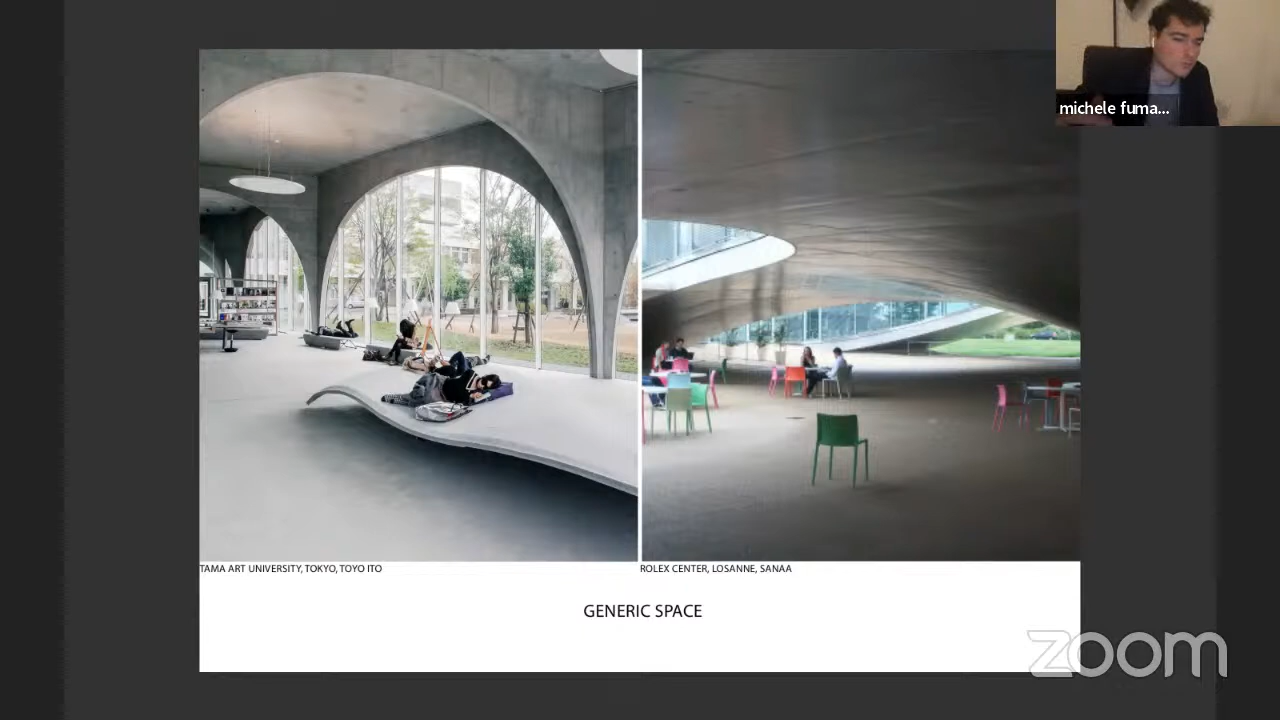 michele fuma...
TAMA ART UNIVERSITY, TOKYO, TOYO ITO
ROLEX CENTER, LOSANNE, SANAA
GENERIC SPACE
zoom